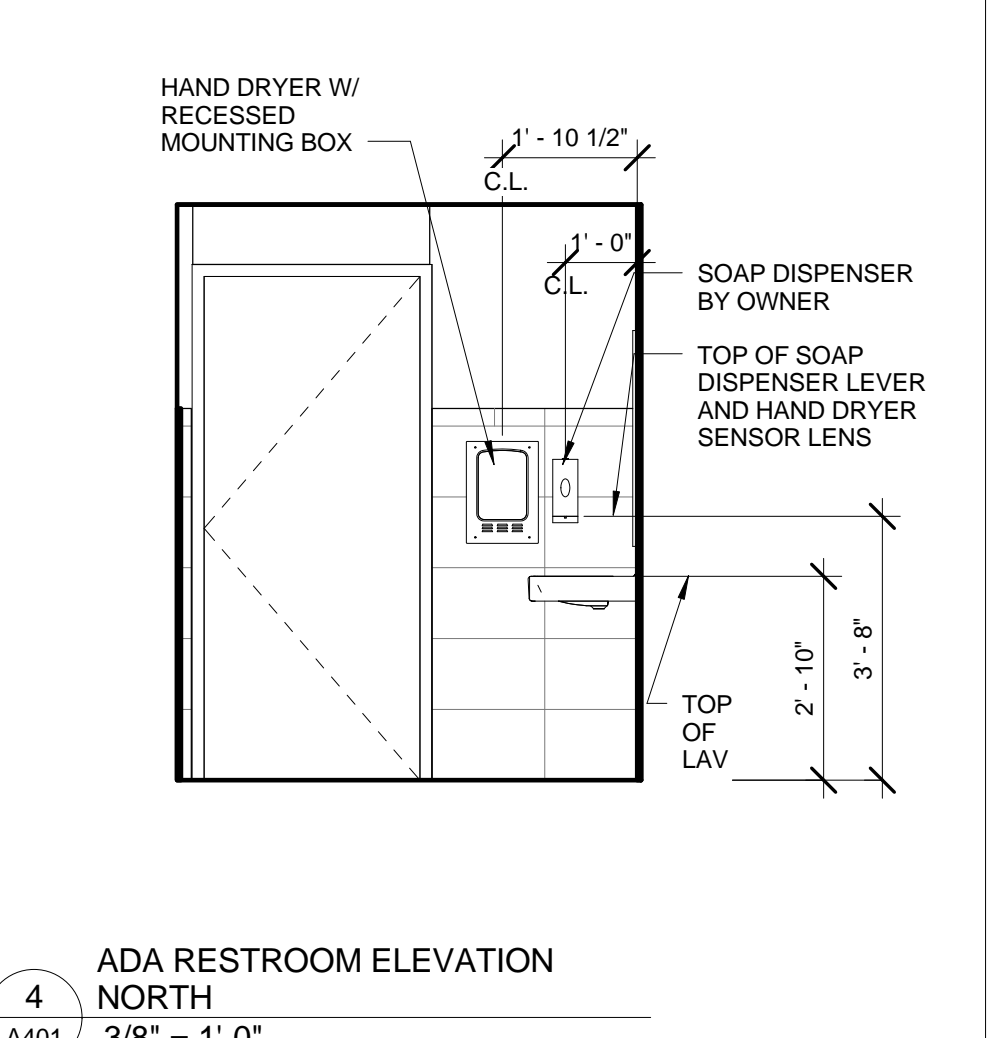 HAND DRYER W/
RECESSED
MOUNTING BOX
1' - 10 1/2"
C.L.
1' - 0"
C.L.
SOAP DISPENSER
BY OWNER
TOP OF SOAP
DISPENSER LEVER
AND HAND DRYER
SENSOR LENS
2' - 10"
3' - 8"
TOP
OF
LAV
ADA RESTROOM ELEVATION
NORTH
4
A401
3/8" = 1'-0"